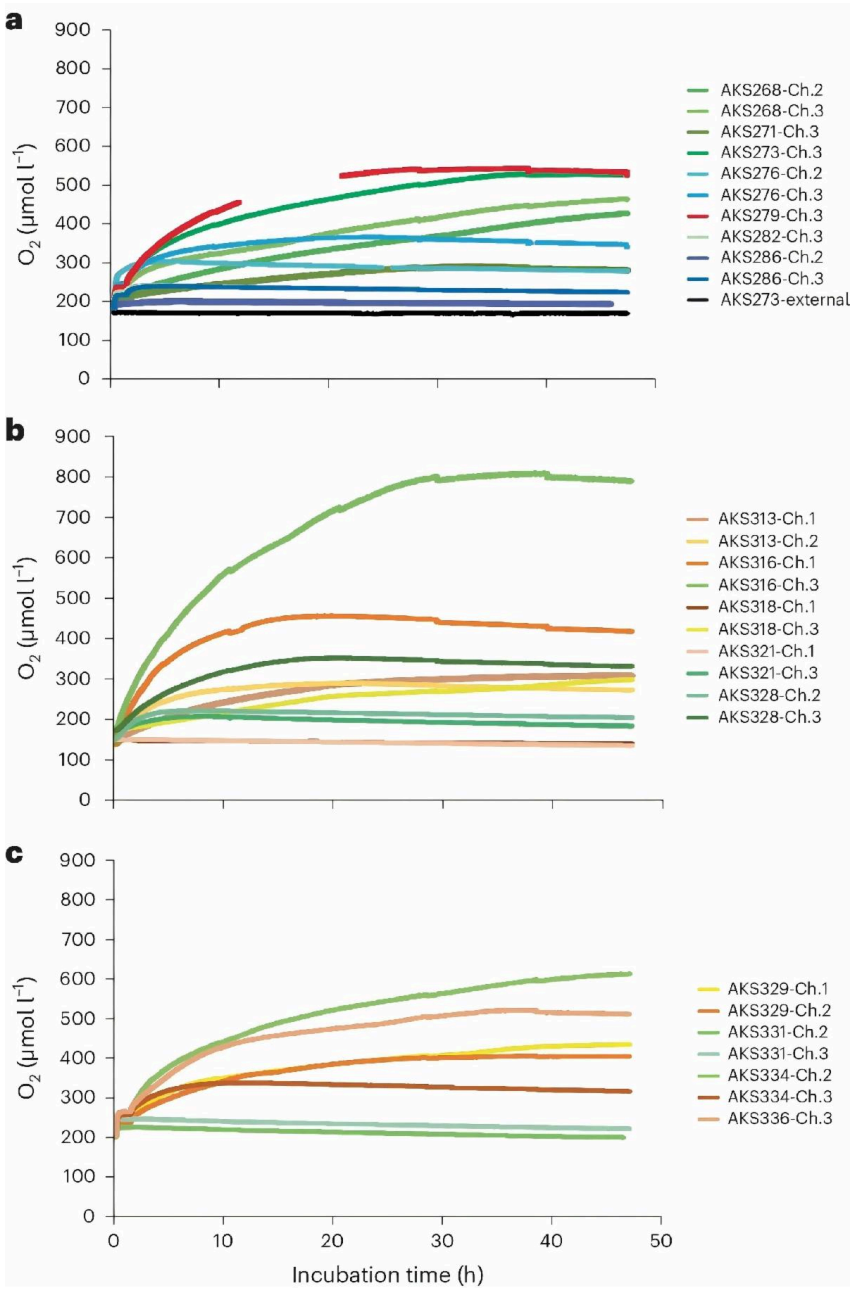 a
900
800
700
600
500
400
300
200
100
0
O₂ (µmol l⁻¹)
AKS268-Ch.2
AKS268-Ch.3
AKS271-Ch.3
AKS273-Ch.3
AKS276-Ch.2
AKS276-Ch.3
AKS279-Ch.3
AKS282-Ch.3
AKS286-Ch.2
AKS286-Ch.3
AKS273-external
b
900
800
700
600
500
400
300
200
100
0
O₂ (µmol l⁻¹)
AKS313-Ch.1
AKS313-Ch.2
AKS316-Ch.1
AKS316-Ch.3
AKS318-Ch.1
AKS318-Ch.3
AKS321-Ch.1
AKS321-Ch.3
AKS328-Ch.2
AKS328-Ch.3
c
900
800
700
600
500
400
300
200
100
0
O₂ (µmol l⁻¹)
AKS329-Ch.1
AKS329-Ch.2
AKS331-Ch.2
AKS331-Ch.3
AKS334-Ch.2
AKS334-Ch.3
AKS336-Ch.3
0 10 20 30 40 50
Incubation time (h)